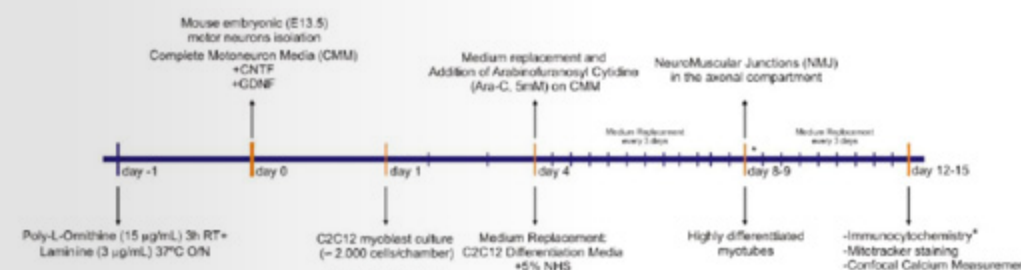 Mouse embryonic (E13.5)
motor neurons isolation
Complete Motoneuron Media (CMM)
+CNTF
+GDNF
Medium replacement and
Addition of Arabinofuranosyl Cytidine
(Ara-C, 5mM) on CMM
NeuroMuscular Junctions (NMJ)
in the axonal compartment
Medium Replacement
every 3 days
*
Medium Replacement
every 3 days
day -1
day 0
day 1
day 4
day 8-9
day 12-15
Poly-L-Ornithine (15 µg/mL) 3h RT+
Laminine (3 µg/mL) 37ºC O/N
C2C12 myoblast culture
(~ 2.000 cells/chamber)
Medium Replacement:
C2C12 Differentiation Media
+5% NHS
Highly differentiated
myotubes
-Immunocytochemistry*
-Mitotracker staining
-Confocal Calcium Measurement